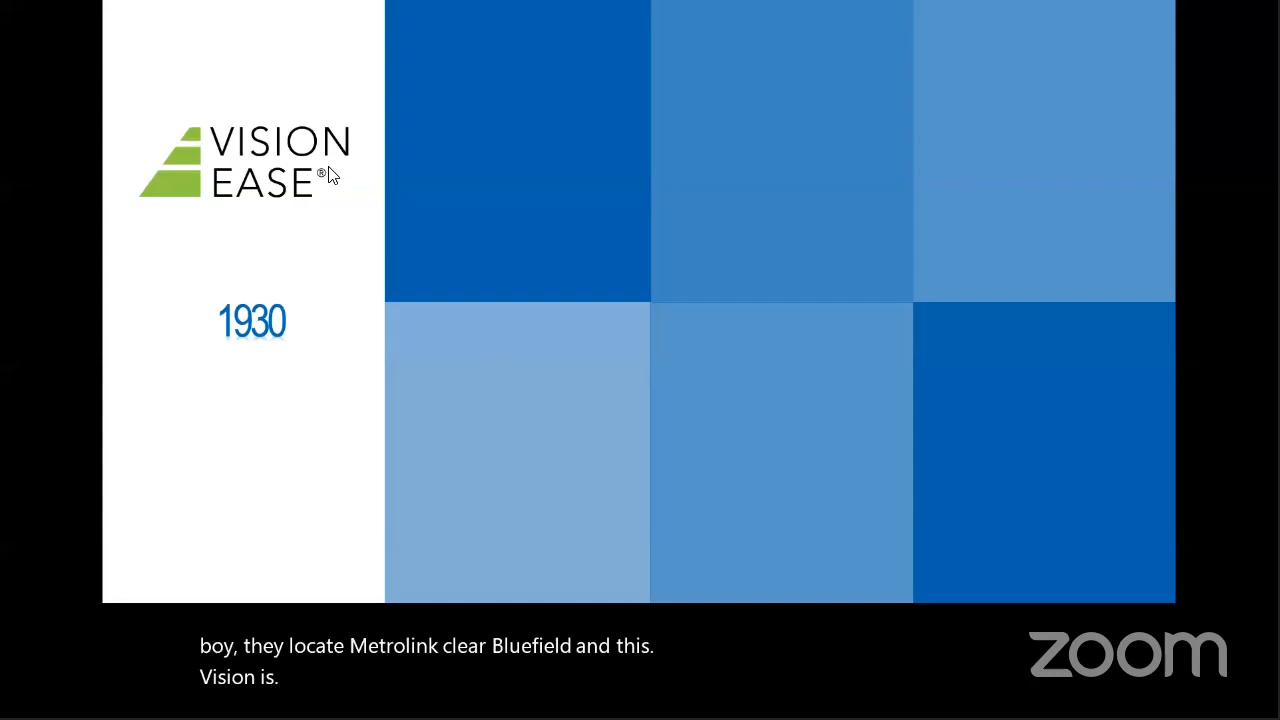 VISION
EASE®
1930
boy, they locate Metrolink clear Bluefield and this.
Vision is.
zoom